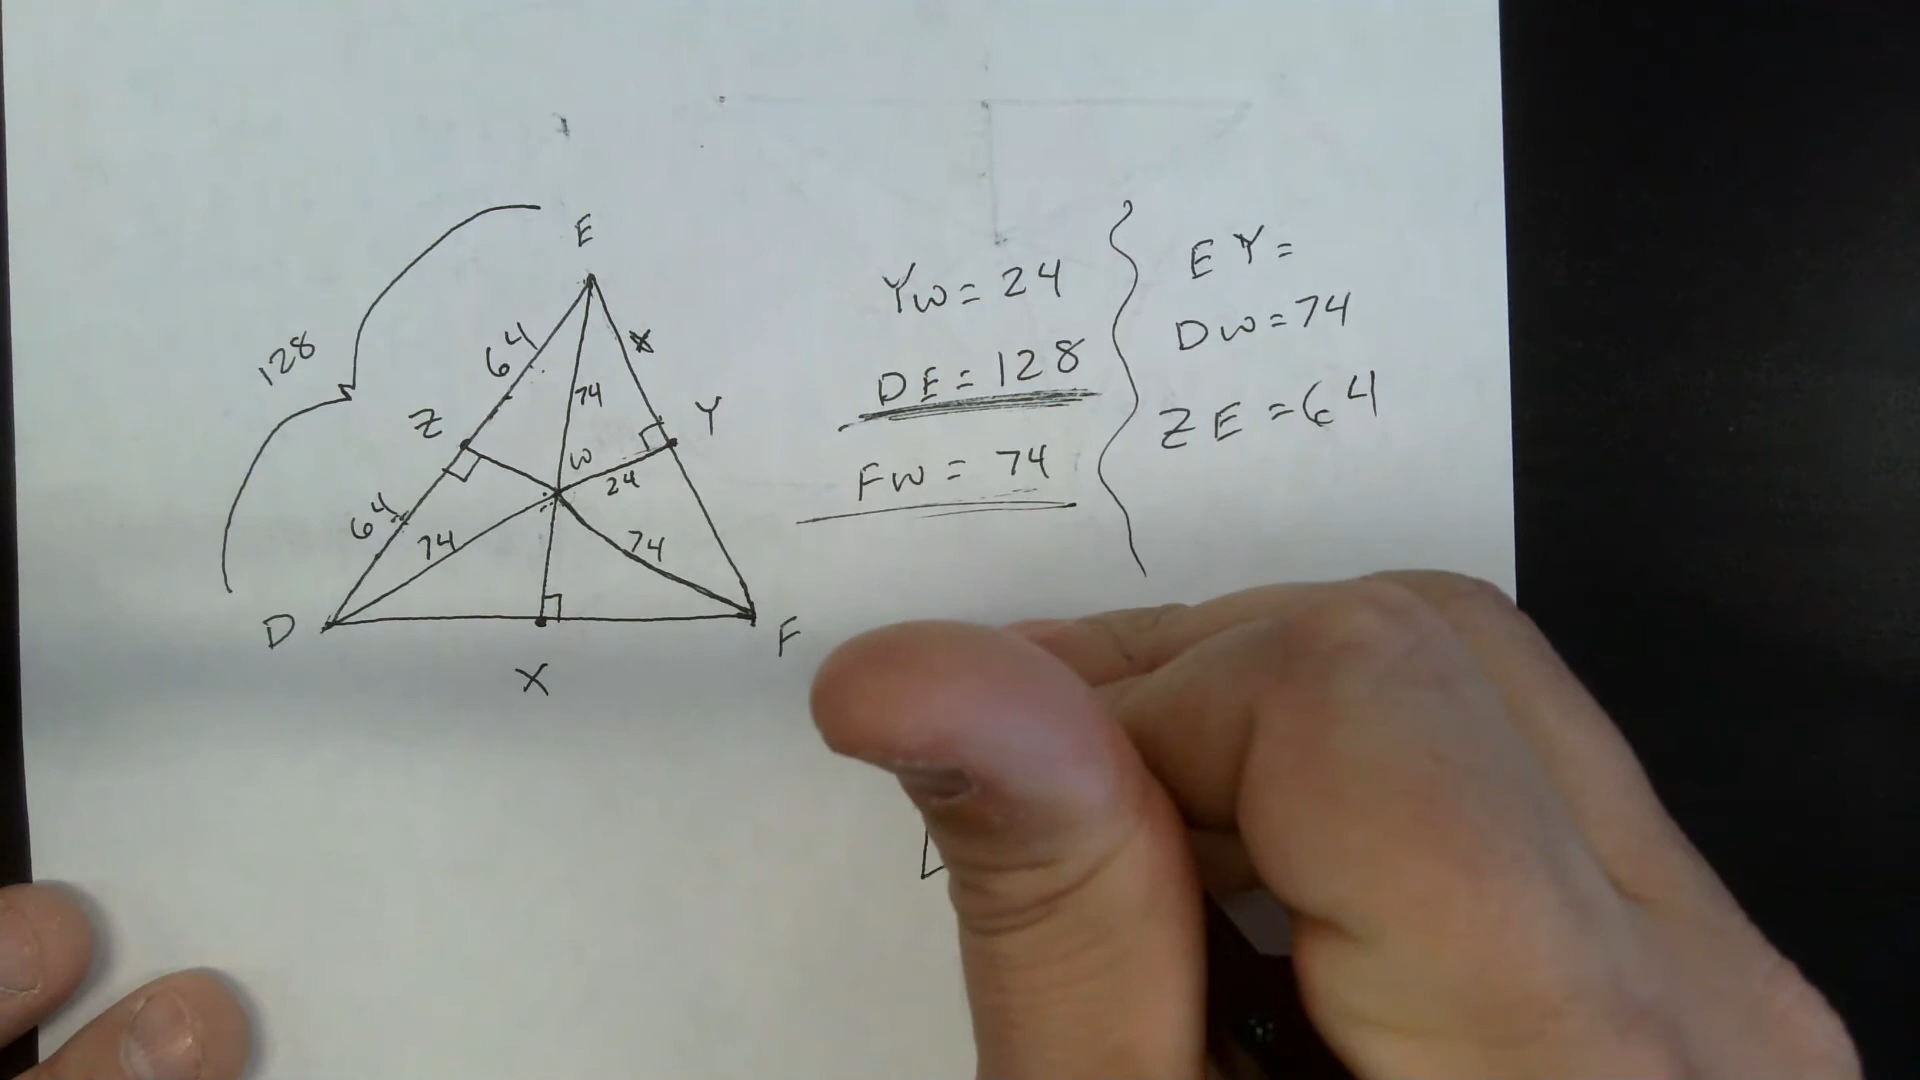 E
128
64
x
74
Z
Y
W
24
64
74
74
D
F
X
YW = 24
DE = 128
FW = 74
EY =
DW = 74
ZE = 64